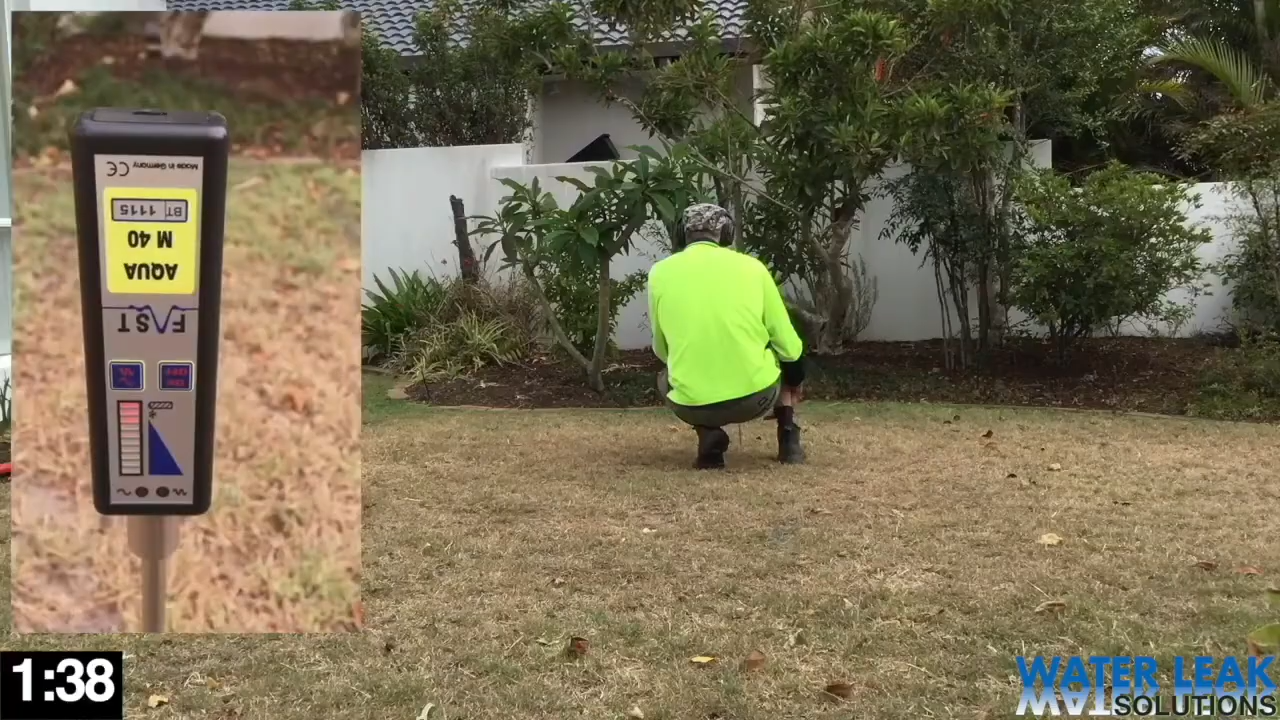 Made in Germany CE
BT 1115
M 40
AQUA
FAST
1:38
WATER LEAK
SOLUTIONS